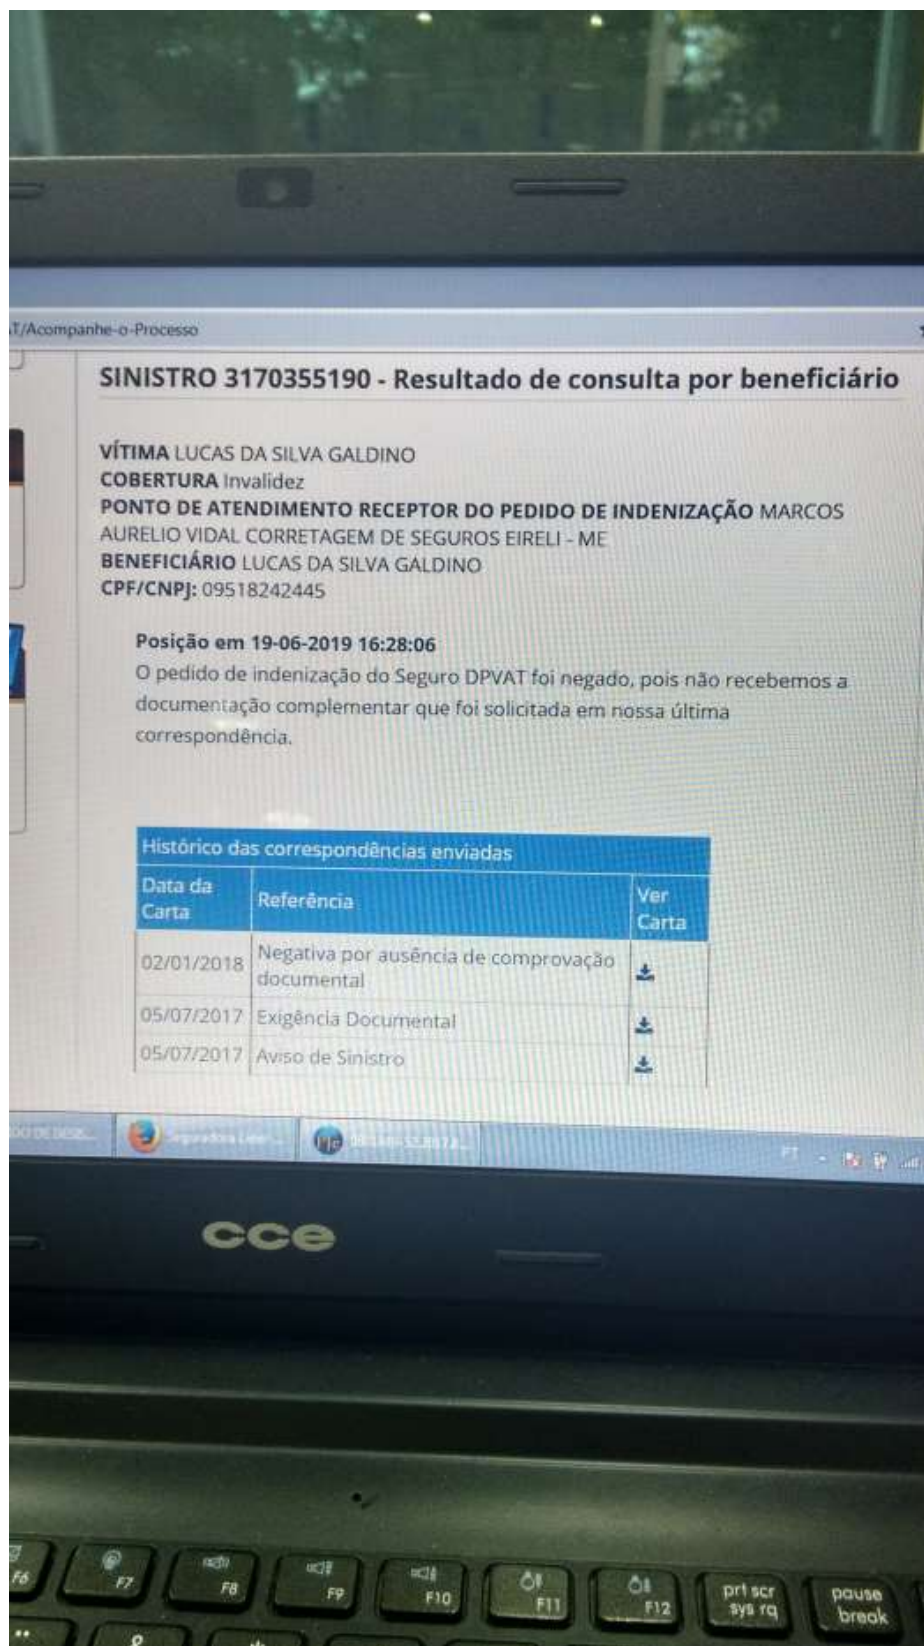 T/Acompanhe-o-Processo
SINISTRO 3170355190 - Resultado de consulta por beneficiário
VÍTIMA LUCAS DA SILVA GALDINO
COBERTURA Invalidez
PONTO DE ATENDIMENTO RECEPTOR DO PEDIDO DE INDENIZAÇÃO MARCOS
AURELIO VIDAL CORRETAGEM DE SEGUROS EIRELI - ME
BENEFICIÁRIO LUCAS DA SILVA GALDINO
CPF/CNPJ: 09518242445
Posição em 19-06-2019 16:28:06
O pedido de indenização do Seguro DPVAT foi negado, pois não recebemos a
documentação complementar que foi solicitada em nossa última
correspondência.
Histórico das correspondências enviadas
Data da Carta Referência Ver Carta
02/01/2018 Negativa por ausência de comprovação
documental
05/07/2017 Exigência Documental
05/07/2017 Aviso de Sinistro
Seguradora Líder
PT
cce
F6 F7 F8 F9 F10 F11 F12 prt scr sys rq pause break